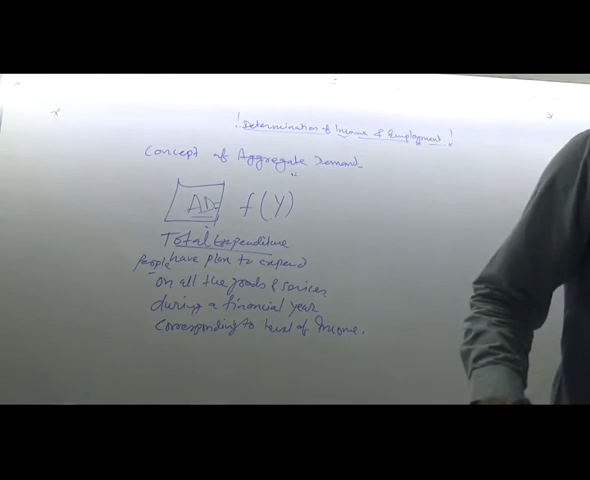 ! Determination of Income & Employment !
Concept of Aggregate Demand
AD= f(Y)
Total Expenditure
People have plan to expend
on all the goods & services
during a financial year
Corresponding to level of Income.